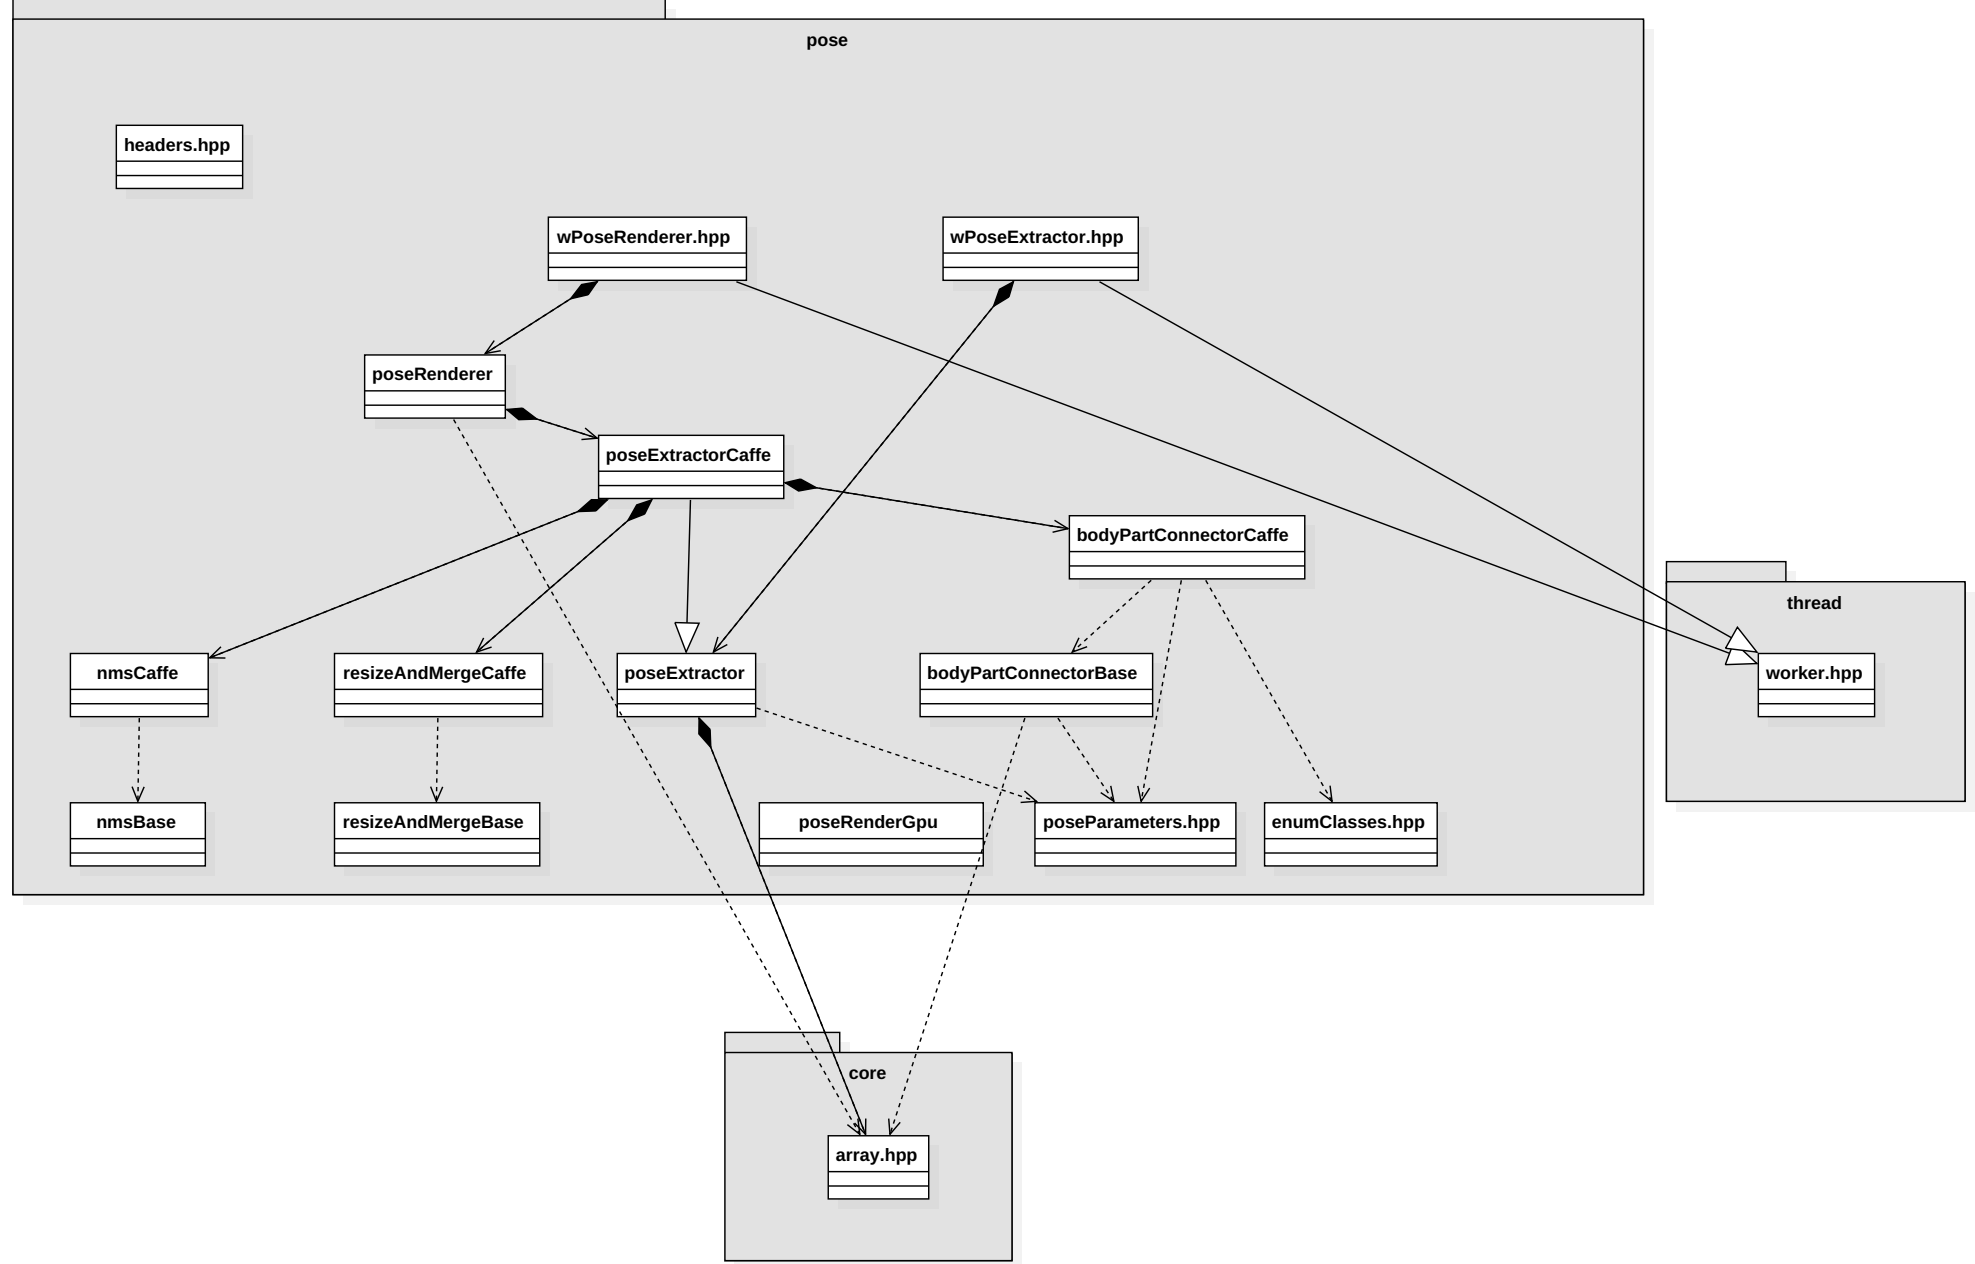 pose
headers.hpp
wPoseRenderer.hpp
wPoseExtractor.hpp
poseRenderer
poseExtractorCaffe
bodyPartConnectorCaffe
thread
nmsCaffe
resizeAndMergeCaffe
poseExtractor
bodyPartConnectorBase
worker.hpp
nmsBase
resizeAndMergeBase
poseRenderGpu
poseParameters.hpp
enumClasses.hpp
core
array.hpp